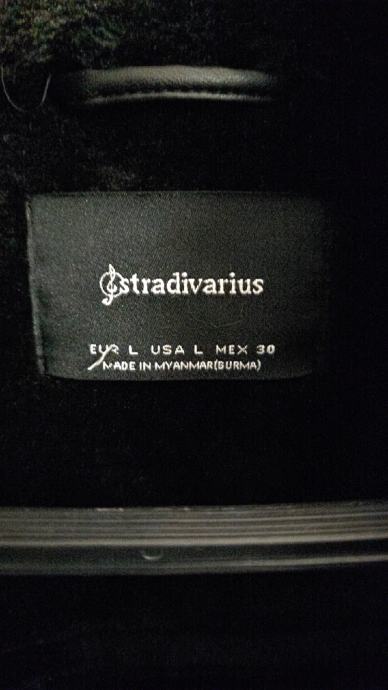 stradivarius
EUR L USA L MEX 30
MADE IN MYANMAR(BURMA)